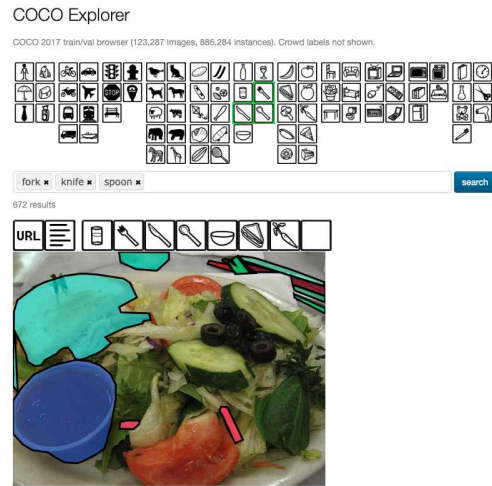 COCO Explorer
COCO 2017 train/val browser (123,287 images, 886,284 instances). Crowd labels not shown.
STOP
fork × knife × spoon × search
672 results
URL